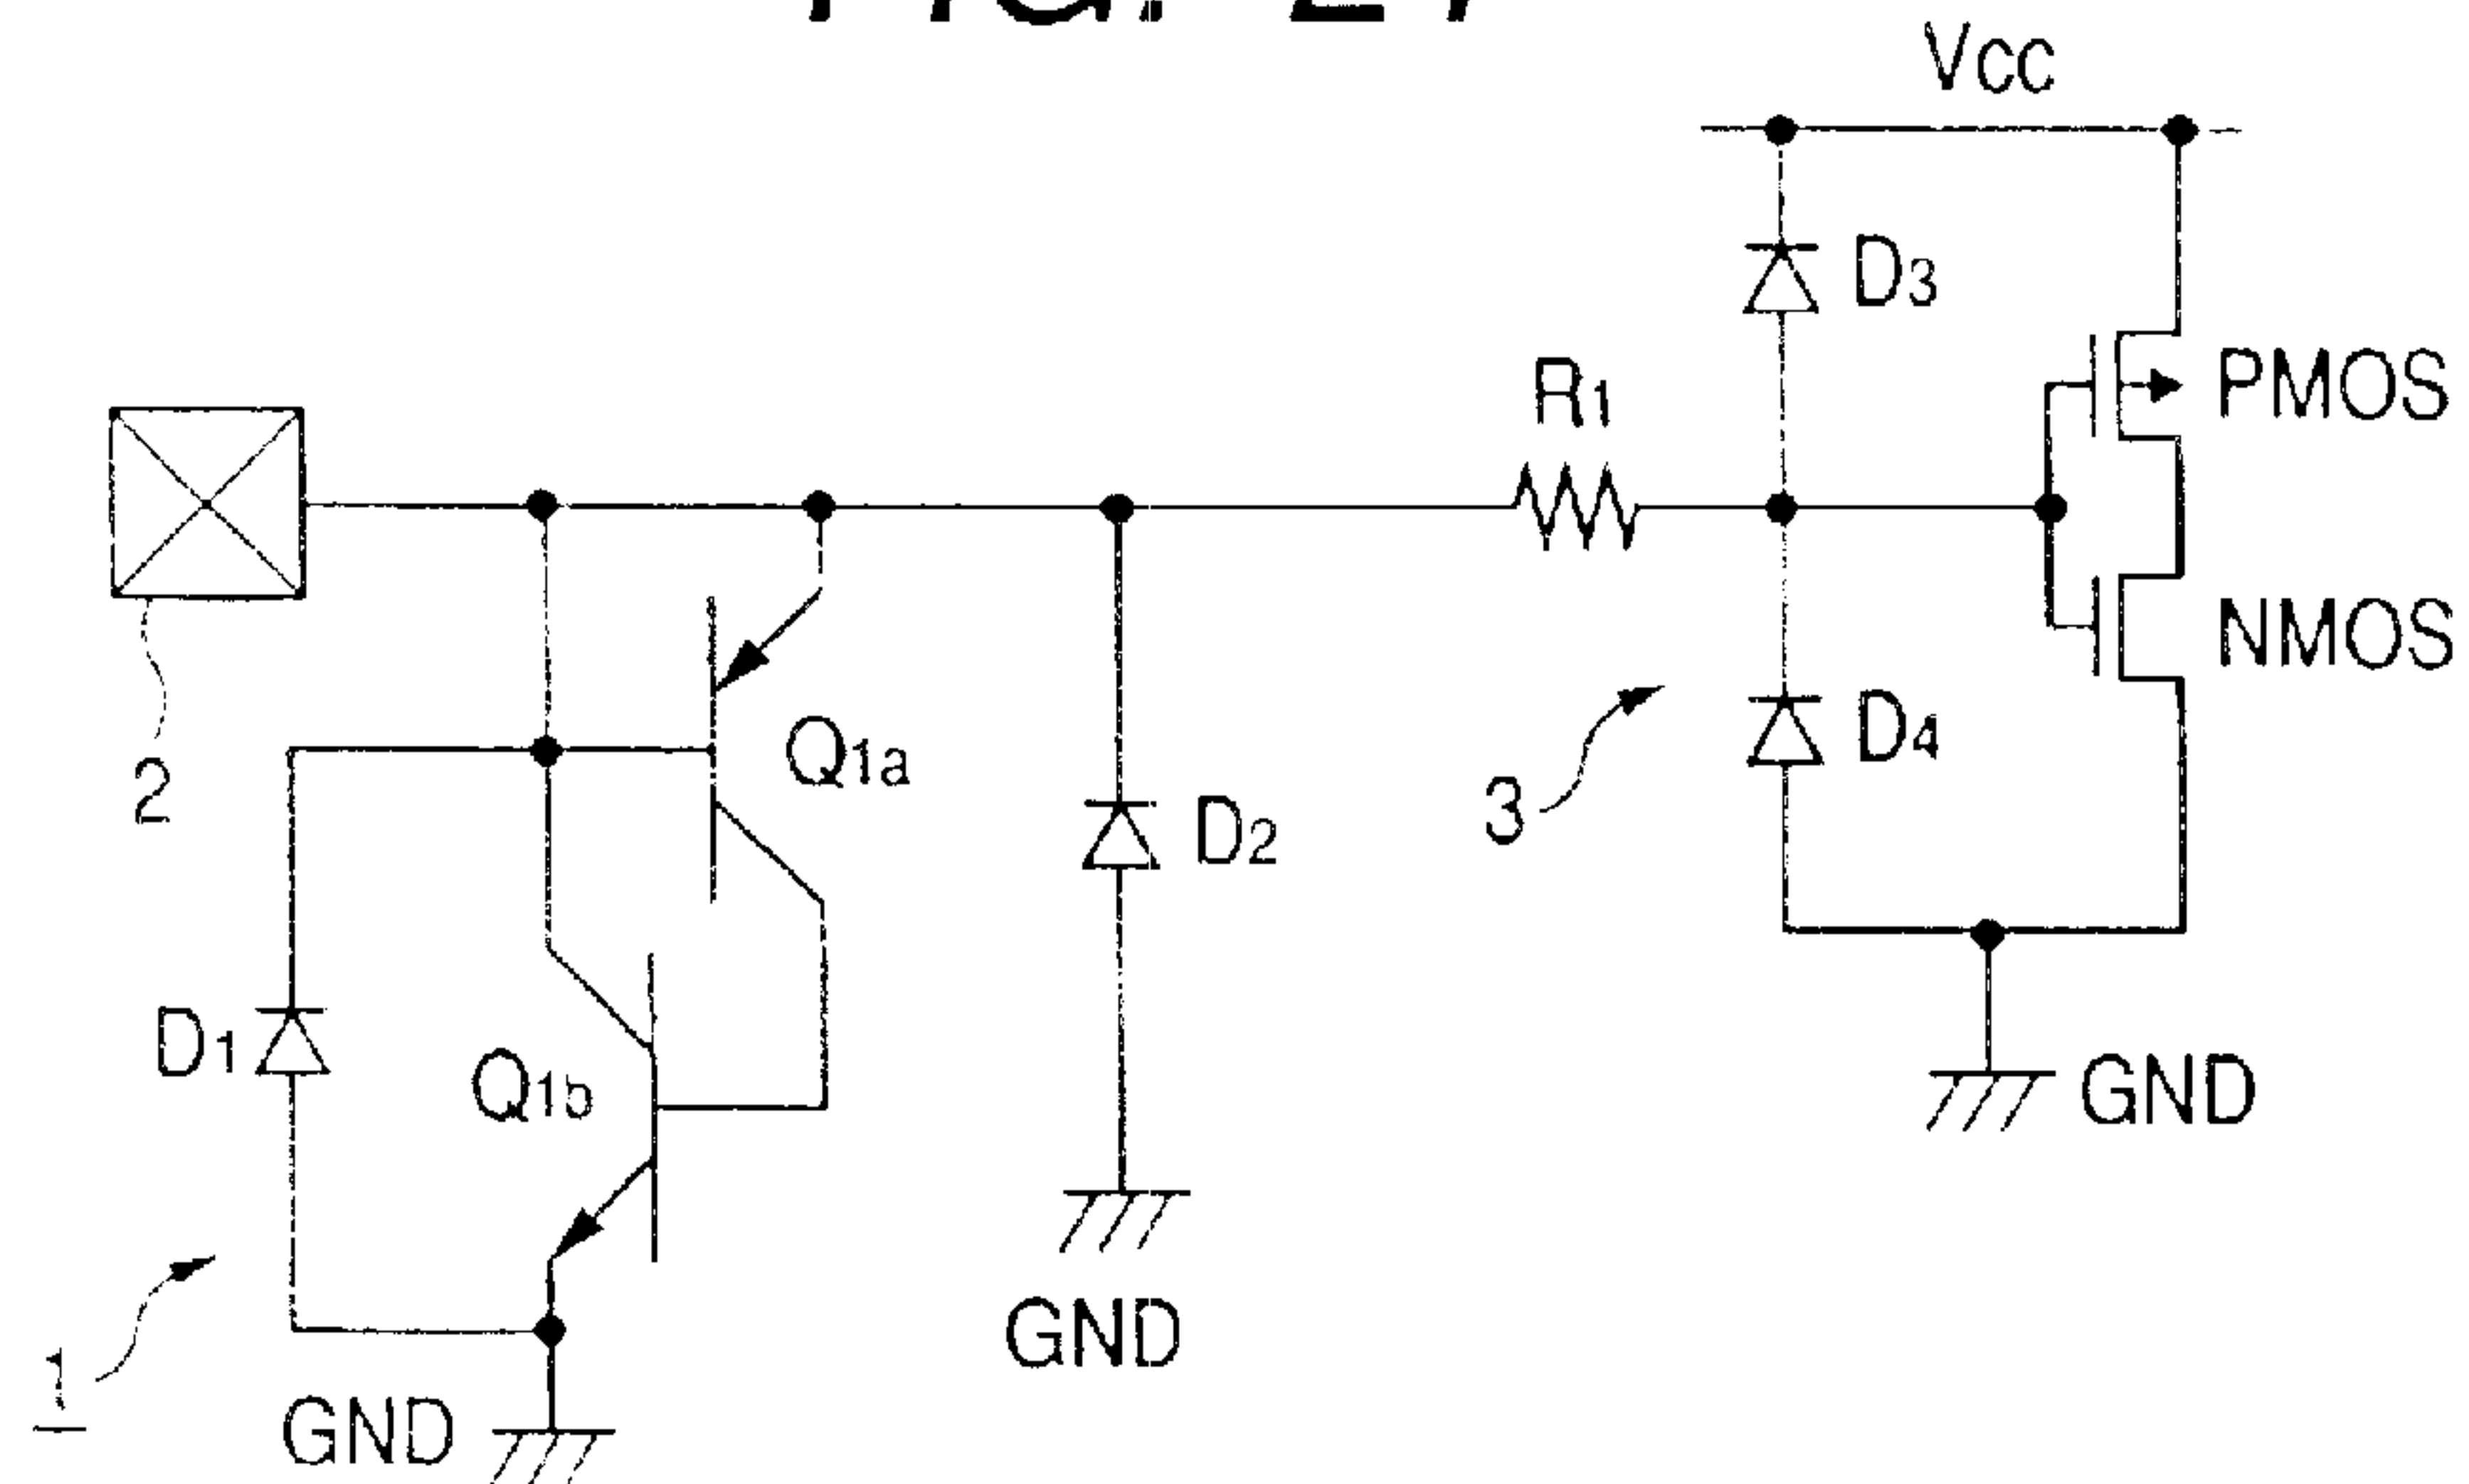 Vcc
D3
R1
PMOS
NMOS
Q1a
2
D2
3
D4
D1
Q1b
GND
GND
1
GND